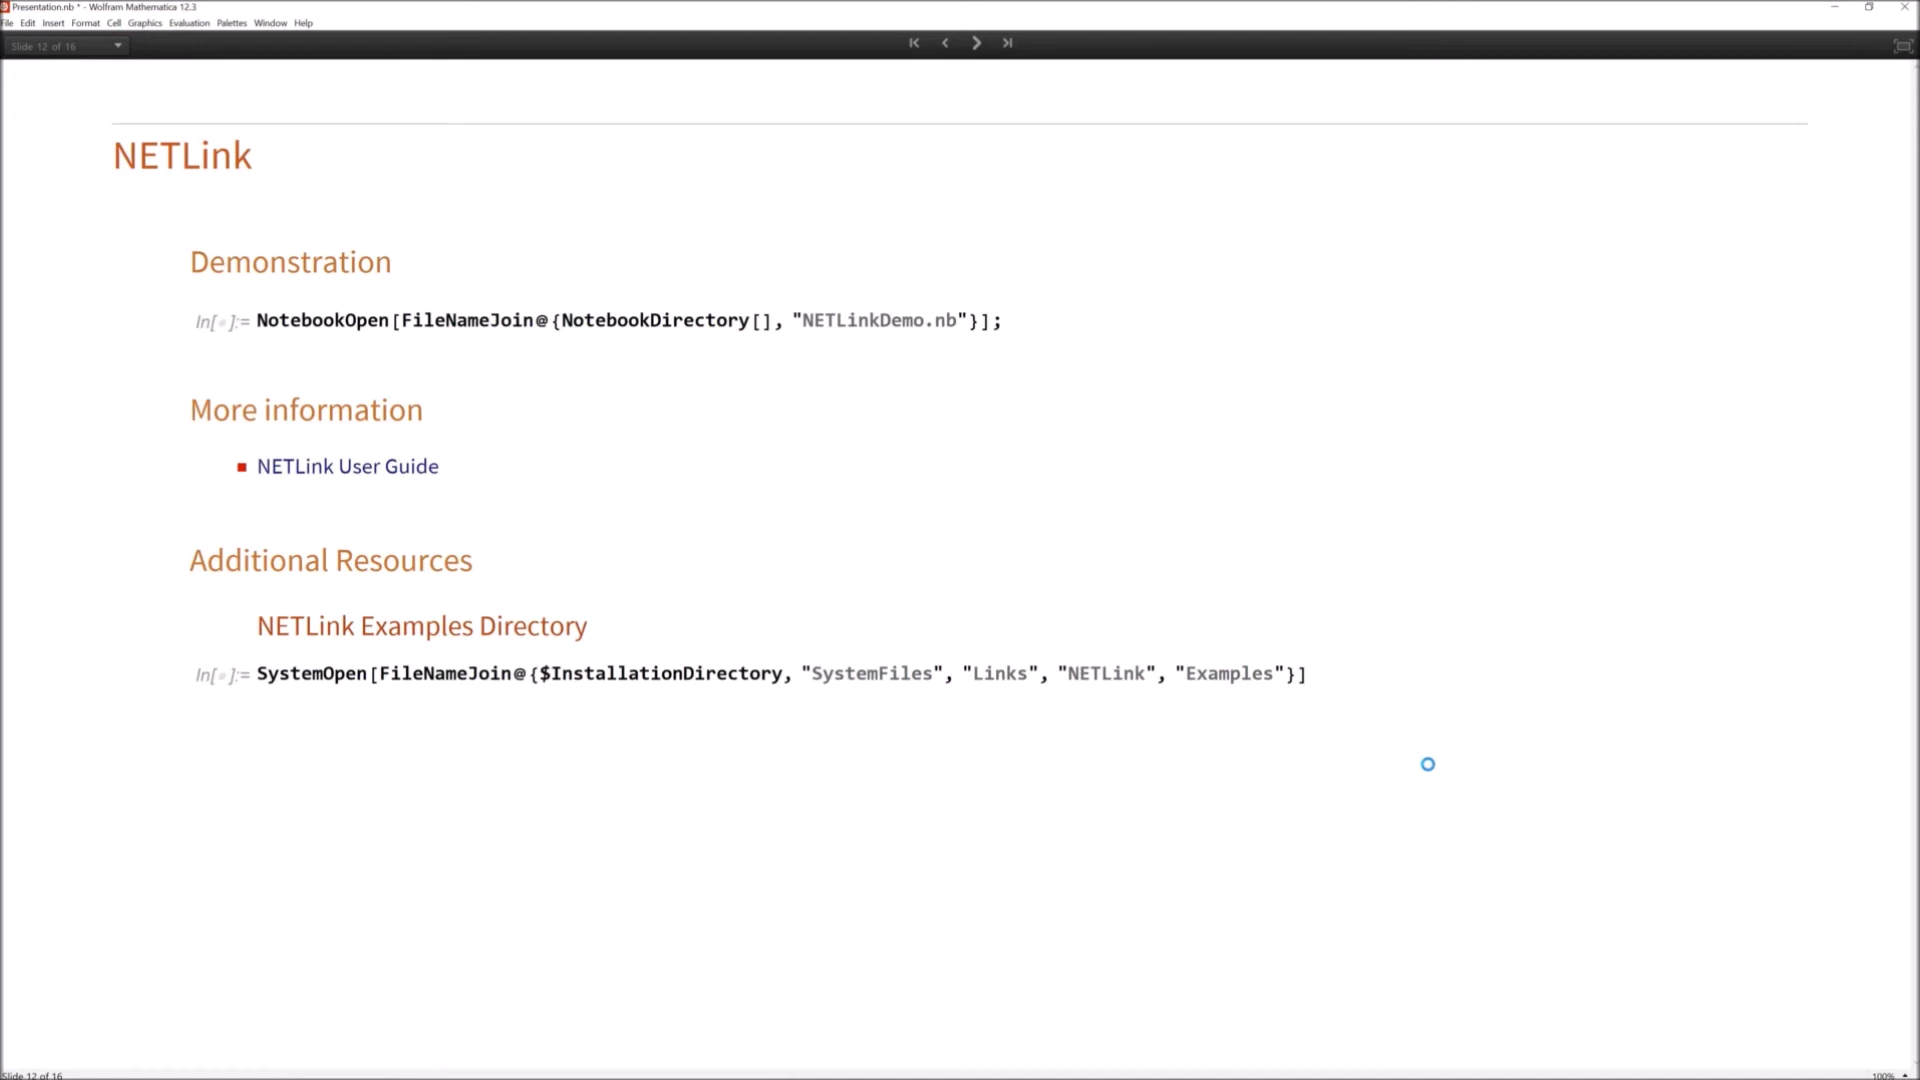 Presentation.nb * - Wolfram Mathematica 12.3
File Edit Insert Format Cell Graphics Evaluation Palettes Window Help
Slide 12 of 16
NETLink
Demonstration
In[ ]:= NotebookOpen[FileNameJoin@{NotebookDirectory[], "NETLinkDemo.nb"}];
More information
NETLink User Guide
Additional Resources
NETLink Examples Directory
In[ ]:= SystemOpen[FileNameJoin@{$InstallationDirectory, "SystemFiles", "Links", "NETLink", "Examples"}]
Slide 12 of 16
100%